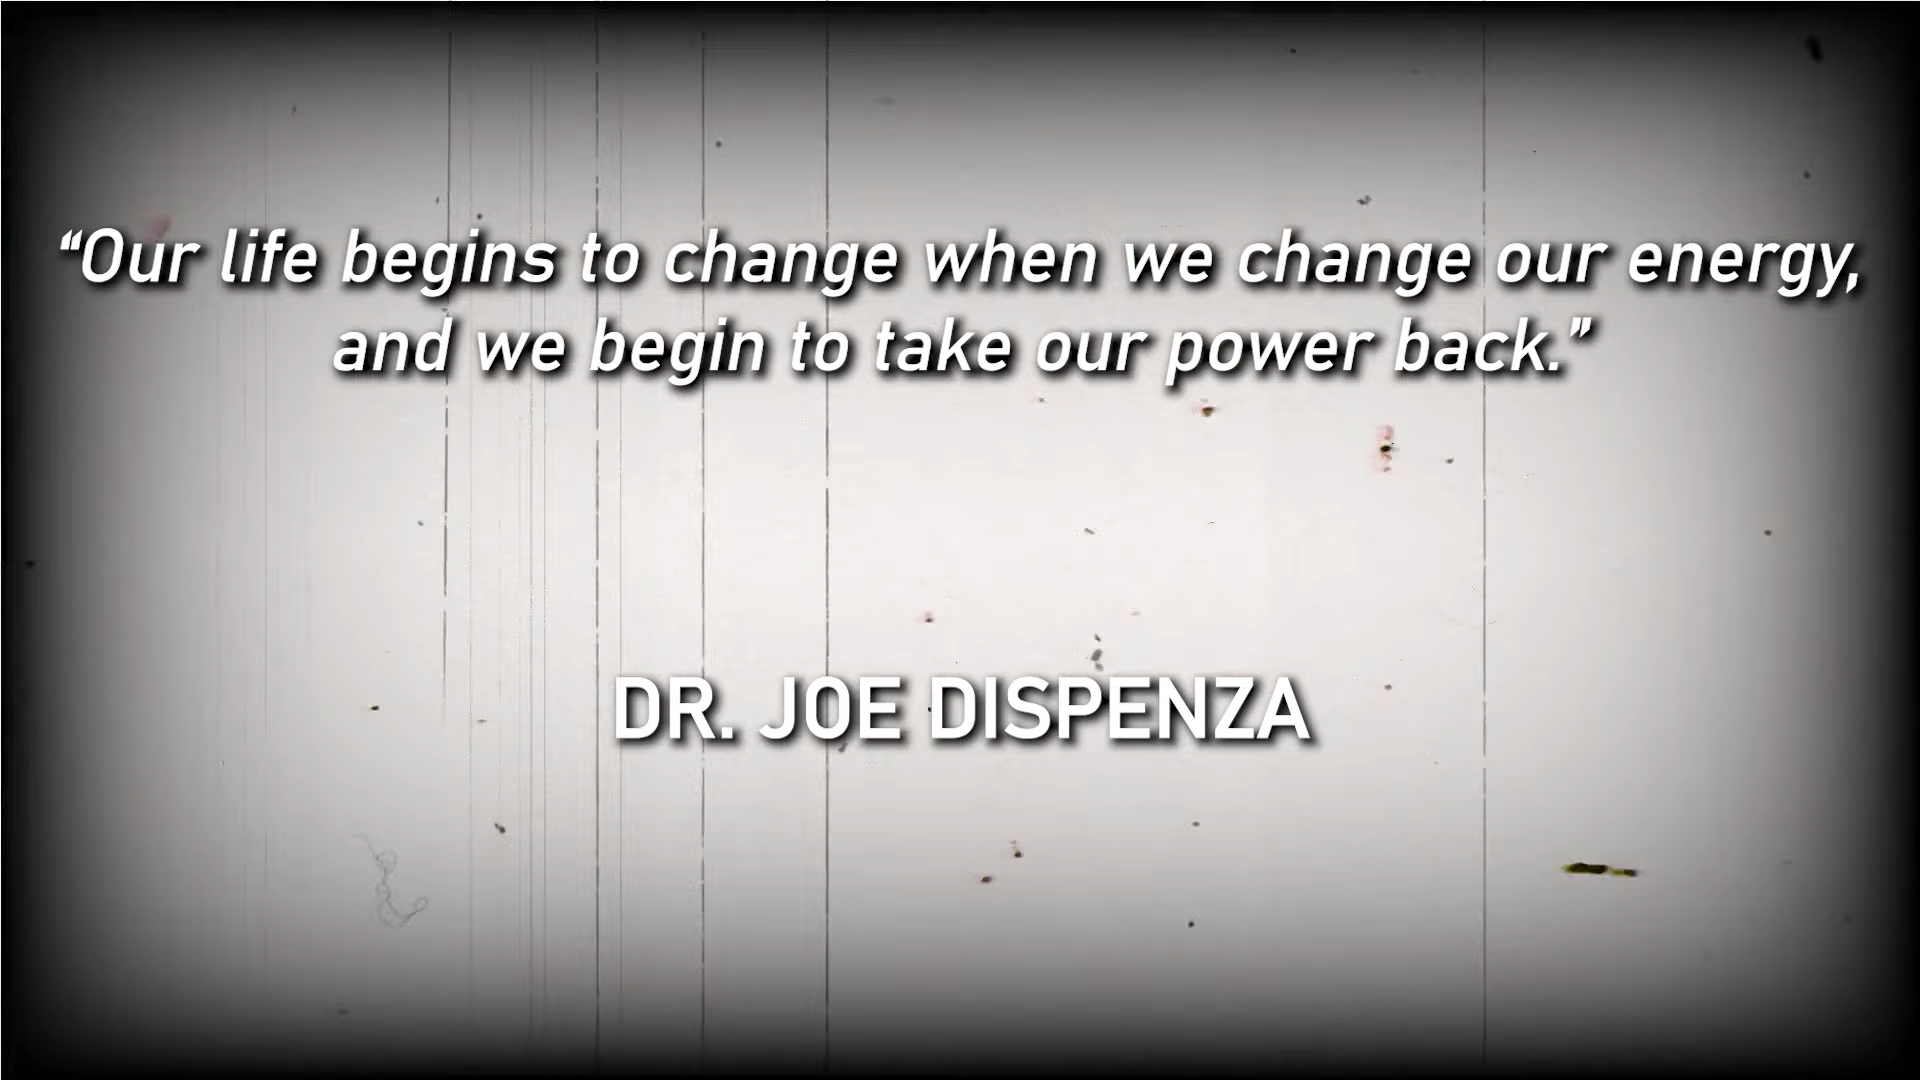 “Our life begins to change when we change our energy,
and we begin to take our power back.”
DR. JOE DISPENZA